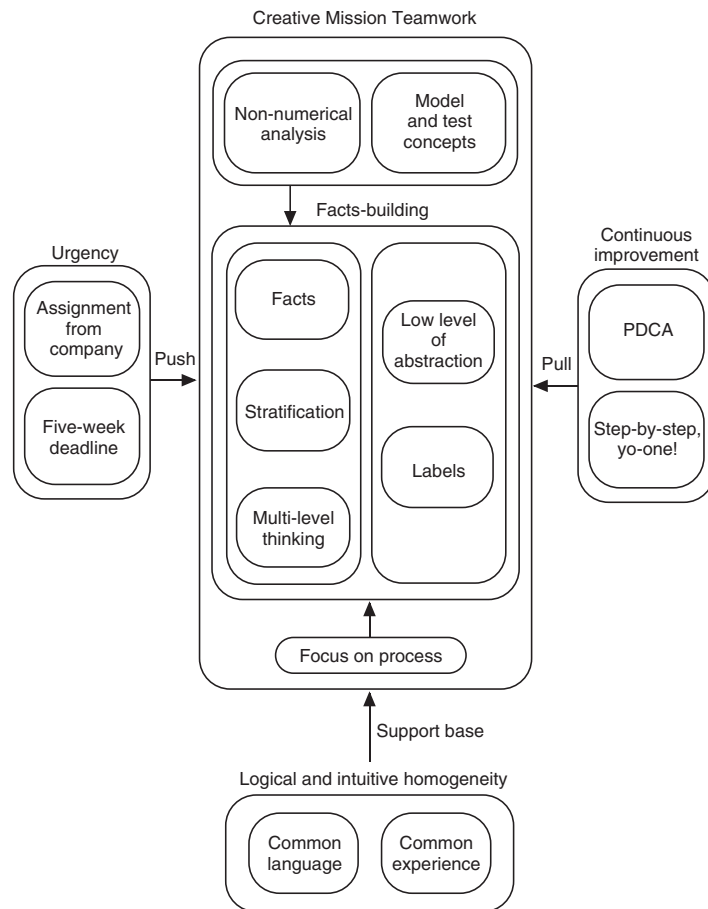 Creative Mission Teamwork
Non-numerical
analysis
Model
and test
concepts
Facts-building
Urgency
Assignment
from
company
Five-week
deadline
Push
Facts
Stratification
Multi-level
thinking
Low level
of
abstraction
Labels
Continuous
improvement
PDCA
Step-by-step,
yo-one!
Pull
Focus on process
Support base
Logical and intuitive homogeneity
Common
language
Common
experience